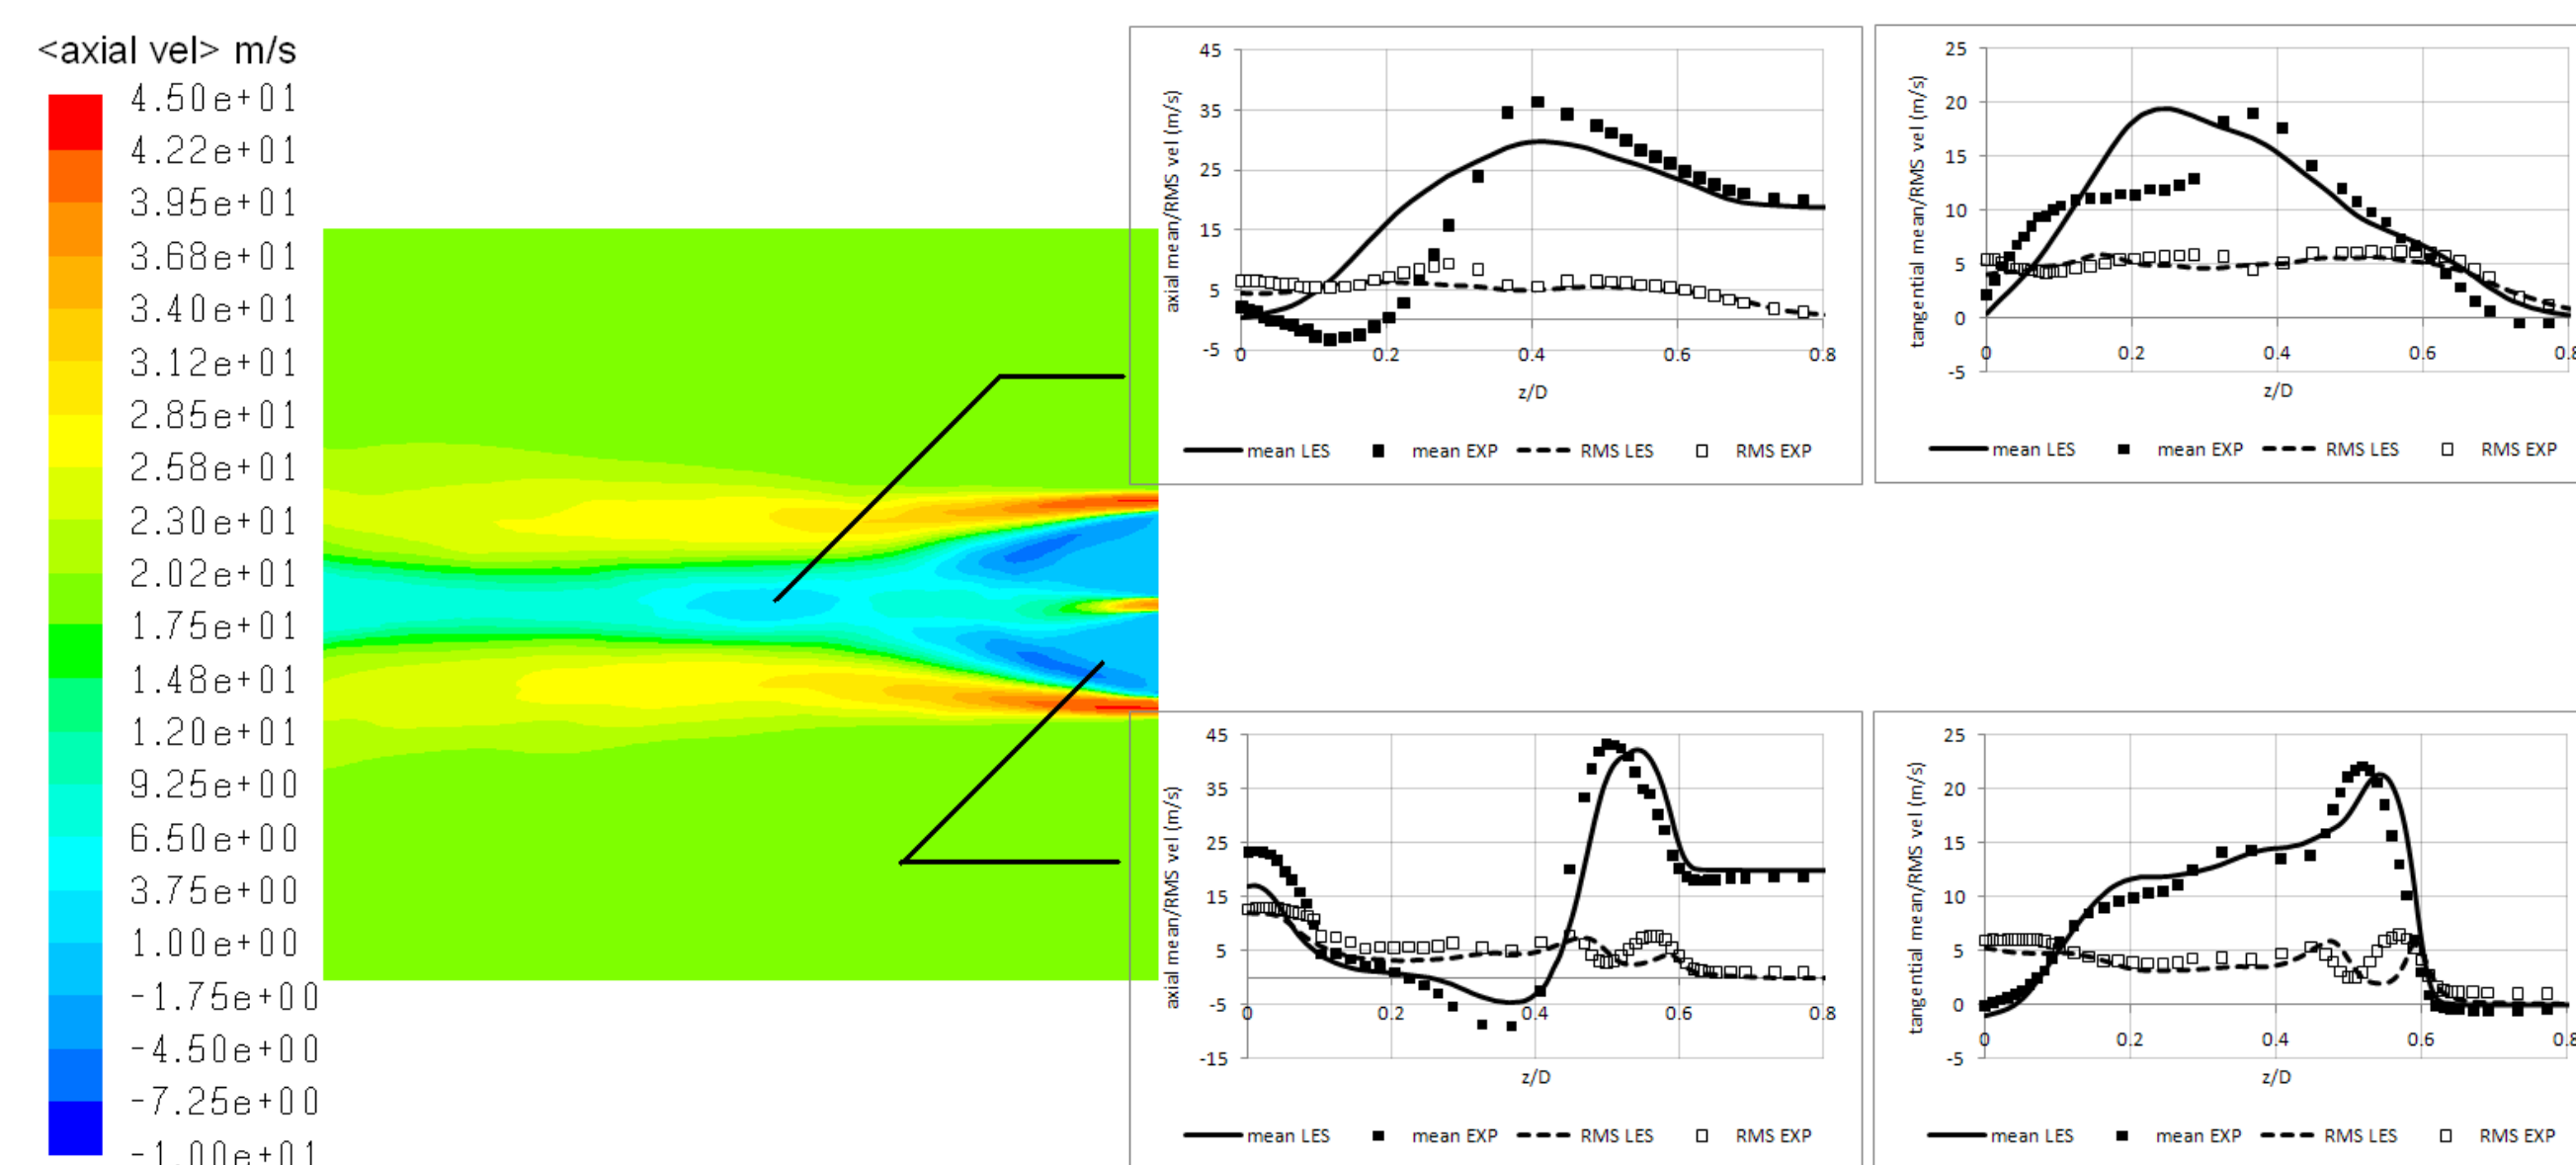 <axial vel> m/s
4.50e+01
4.22e+01
3.95e+01
3.68e+01
3.40e+01
3.12e+01
2.85e+01
2.58e+01
2.30e+01
2.02e+01
1.75e+01
1.48e+01
1.20e+01
9.25e+00
6.50e+00
3.75e+00
1.00e+00
-1.75e+00
-4.50e+00
-7.25e+00
-1.00e+01
axial mean/RMS vel (m/s)
45
35
25
15
5
-5
0 0.2 0.4 0.6 0.8
z/D
mean LES mean EXP RMS LES RMS EXP
tangential mean/RMS vel (m/s)
25
20
15
10
5
0
-5
0 0.2 0.4 0.6 0.8
z/D
mean LES mean EXP RMS LES RMS EXP
axial mean/RMS vel (m/s)
45
35
25
15
5
-5
-15
0 0.2 0.4 0.6 0.8
z/D
mean LES mean EXP RMS LES RMS EXP
tangential mean/RMS vel (m/s)
25
20
15
10
5
0
-5
0 0.2 0.4 0.6 0.8
z/D
mean LES mean EXP RMS LES RMS EXP